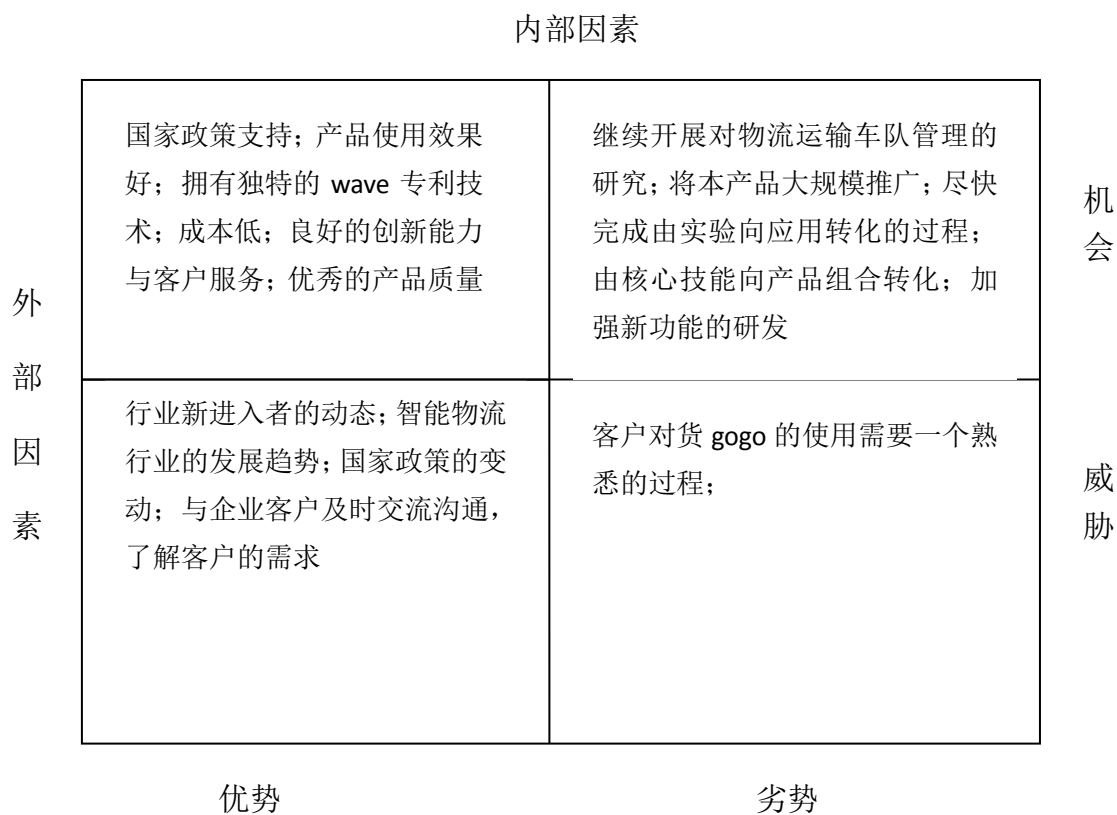 内部因素
国家政策支持；产品使用效果
好；拥有独特的 wave 专利技
术；成本低；良好的创新能力
与客户服务；优秀的产品质量
继续开展对物流运输车队管理的
研究；将本产品大规模推广；尽快
完成由实验向应用转化的过程；
由核心技能向产品组合转化；加
强新功能的研发
机
会
外
部
因
素
行业新进入者的动态；智能物流
行业的发展趋势；国家政策的变
动；与企业客户及时交流沟通，
了解客户的需求
客户对货 gogo 的使用需要一个熟
悉的过程；
威
胁
优势
劣势